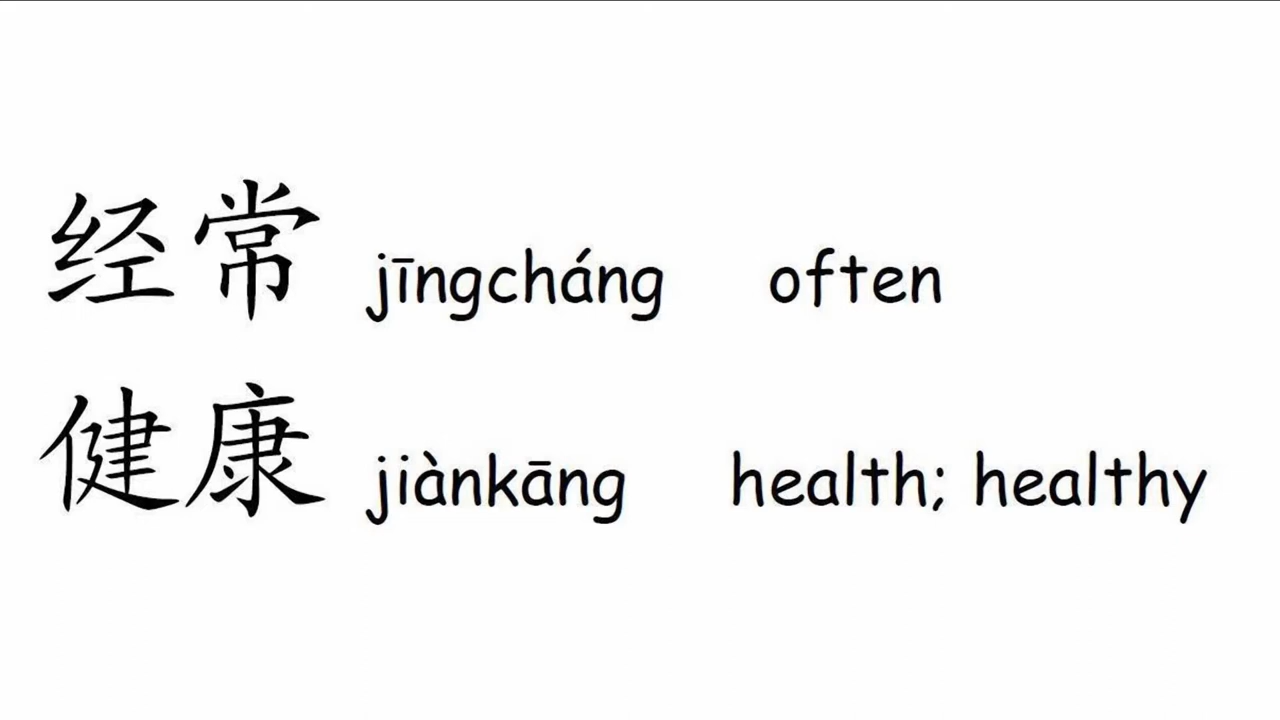 经常 jīngcháng often
健康 jiànkāng health; healthy